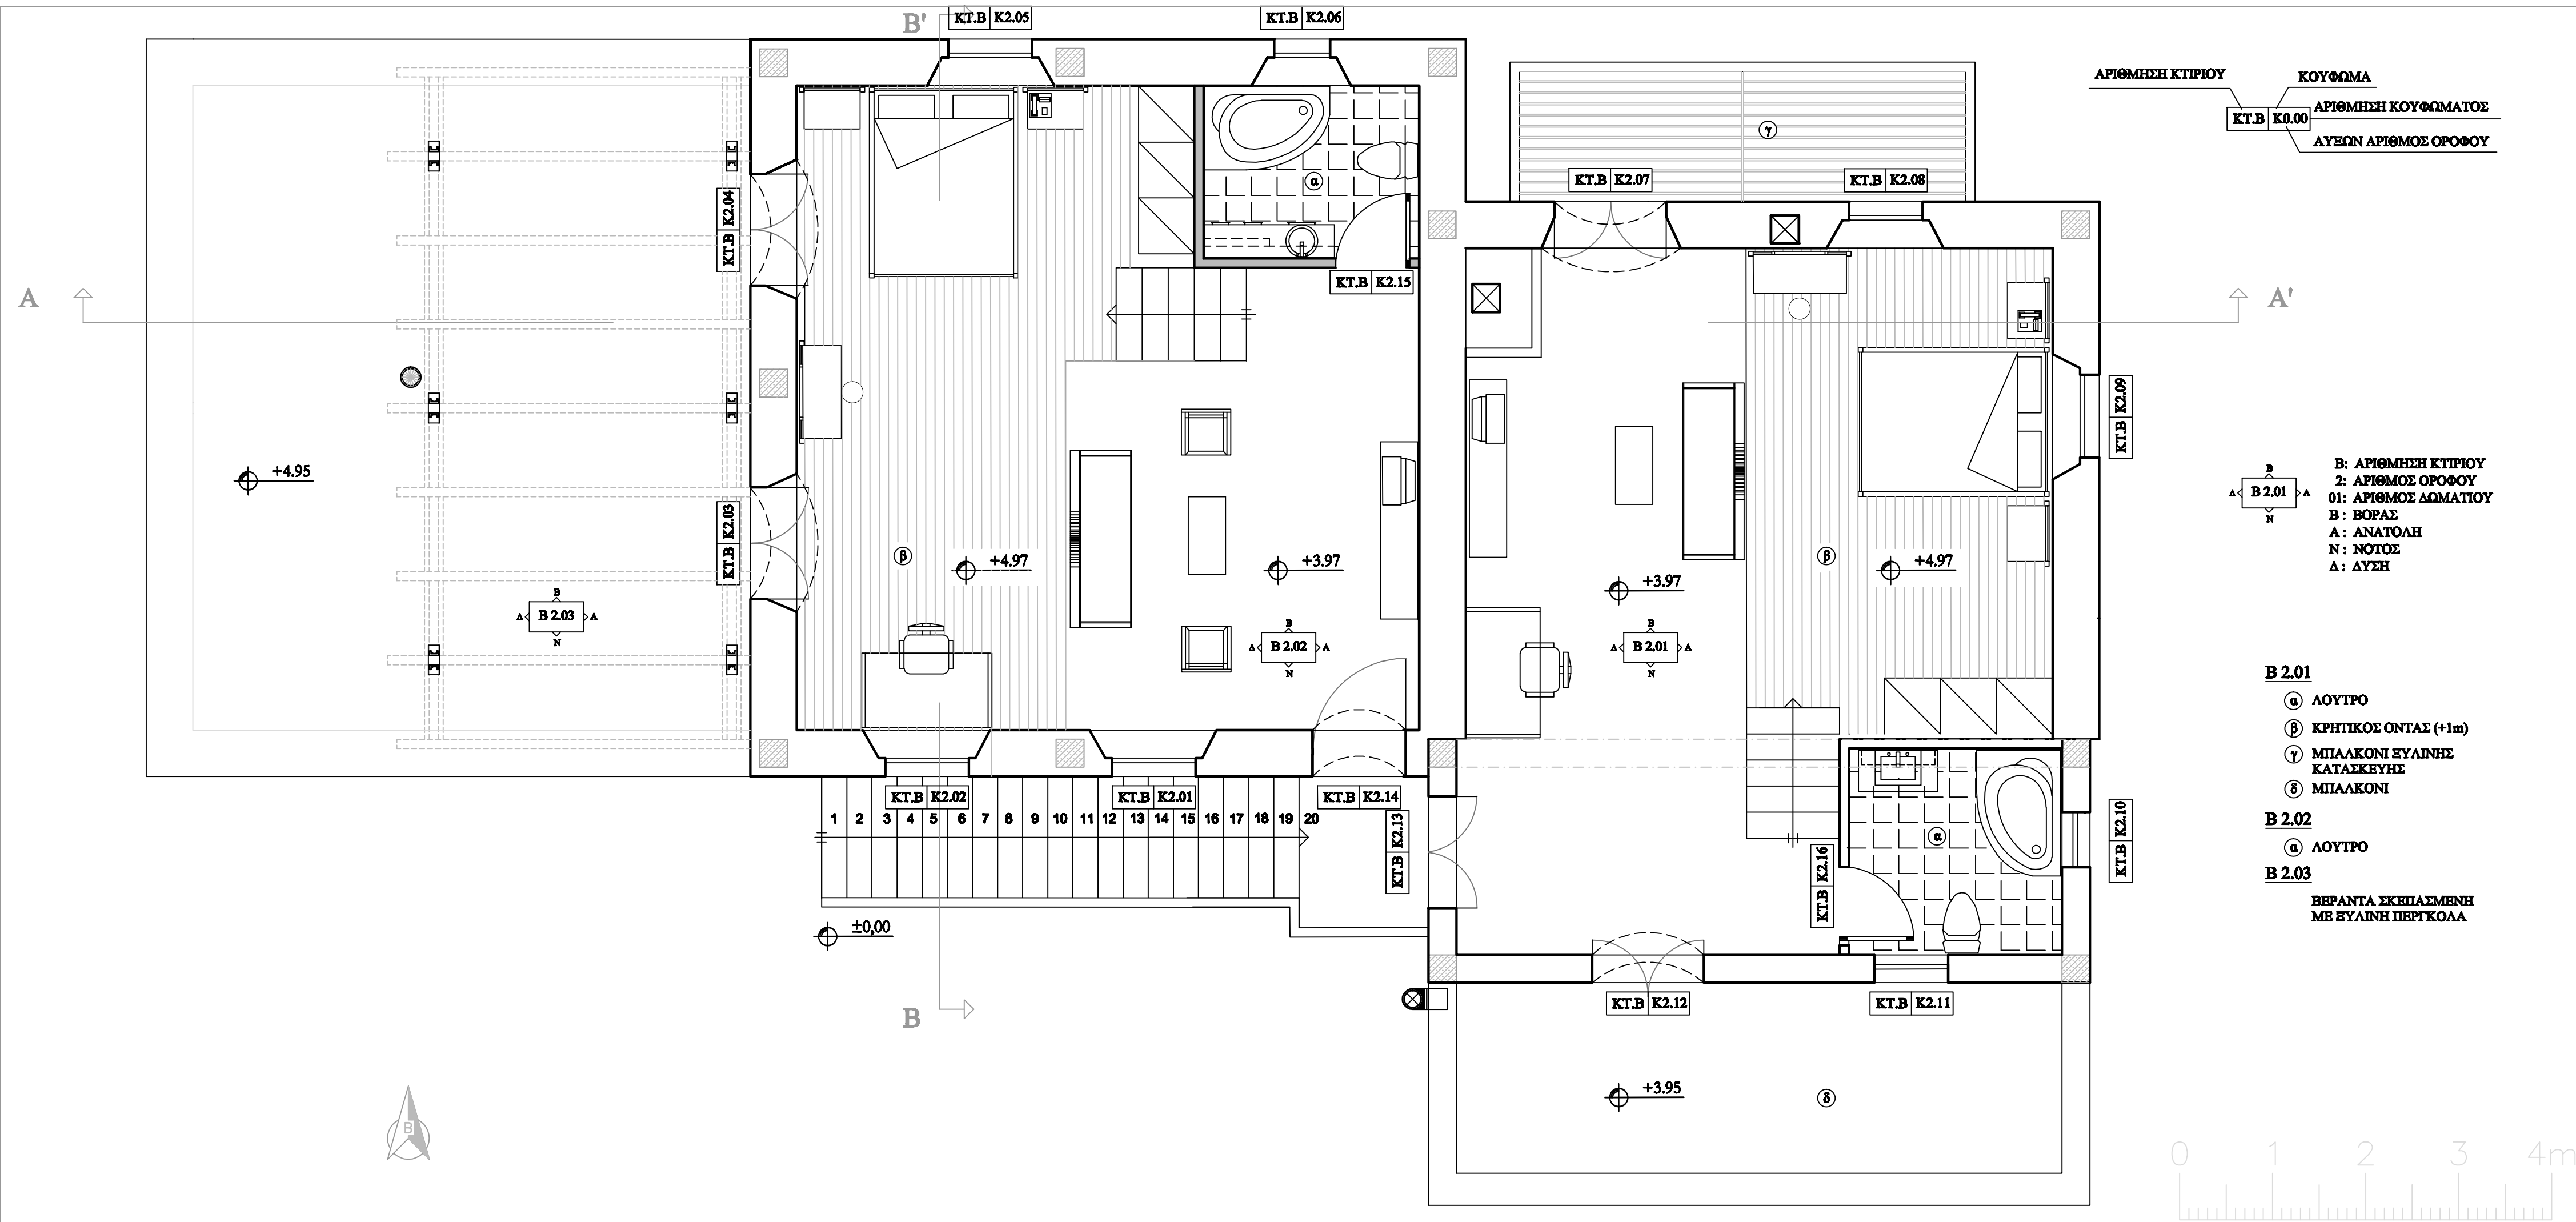 B'
ΚΤ.Β Κ2.05
ΚΤ.Β Κ2.06
ΑΡΙΘΜΗΣΗ ΚΤΙΡΙΟΥ
ΚΟΥΦΩΜΑ
ΚΤ.Β Κ0.00
ΑΡΙΘΜΗΣΗ ΚΟΥΦΩΜΑΤΟΣ
ΑΥΞΩΝ ΑΡΙΘΜΟΣ ΟΡΟΦΟΥ
γ
α
ΚΤ.Β Κ2.07
ΚΤ.Β Κ2.08
ΚΤ.Β Κ2.04
ΚΤ.Β Κ2.15
A
A'
ΚΤ.Β Κ2.09
+4.95
Β
Δ Β 2.01 Α
Ν
Β: ΑΡΙΘΜΗΣΗ ΚΤΙΡΙΟΥ
2: ΑΡΙΘΜΟΣ ΟΡΟΦΟΥ
01: ΑΡΙΘΜΟΣ ΔΩΜΑΤΙΟΥ
Β : ΒΟΡΑΣ
Α : ΑΝΑΤΟΛΗ
Ν : ΝΟΤΟΣ
Δ : ΔΥΣΗ
ΚΤ.Β Κ2.03
β
+4.97
+3.97
+3.97
β
+4.97
Β
Δ Β 2.03 Α
Ν
Β
Δ Β 2.02 Α
Ν
Β
Δ Β 2.01 Α
Ν
Β 2.01
α ΛΟΥΤΡΟ
β ΚΡΗΤΙΚΟΣ ΟΝΤΑΣ (+1m)
γ ΜΠΑΛΚΟΝΙ ΞΥΛΙΝΗΣ
ΚΑΤΑΣΚΕΥΗΣ
δ ΜΠΑΛΚΟΝΙ
Β 2.02
α ΛΟΥΤΡΟ
Β 2.03
ΒΕΡΑΝΤΑ ΣΚΕΠΑΣΜΕΝΗ
ΜΕ ΞΥΛΙΝΗ ΠΕΡΓΚΟΛΑ
ΚΤ.Β Κ2.02
ΚΤ.Β Κ2.01
ΚΤ.Β Κ2.14
1 2 3 4 5 6 7 8 9 10 11 12 13 14 15 16 17 18 19 20
ΚΤ.Β Κ2.13
ΚΤ.Β Κ2.16
α
ΚΤ.Β Κ2.10
±0,00
B
ΚΤ.Β Κ2.12
ΚΤ.Β Κ2.11
+3.95
δ
Β
0 1 2 3 4m